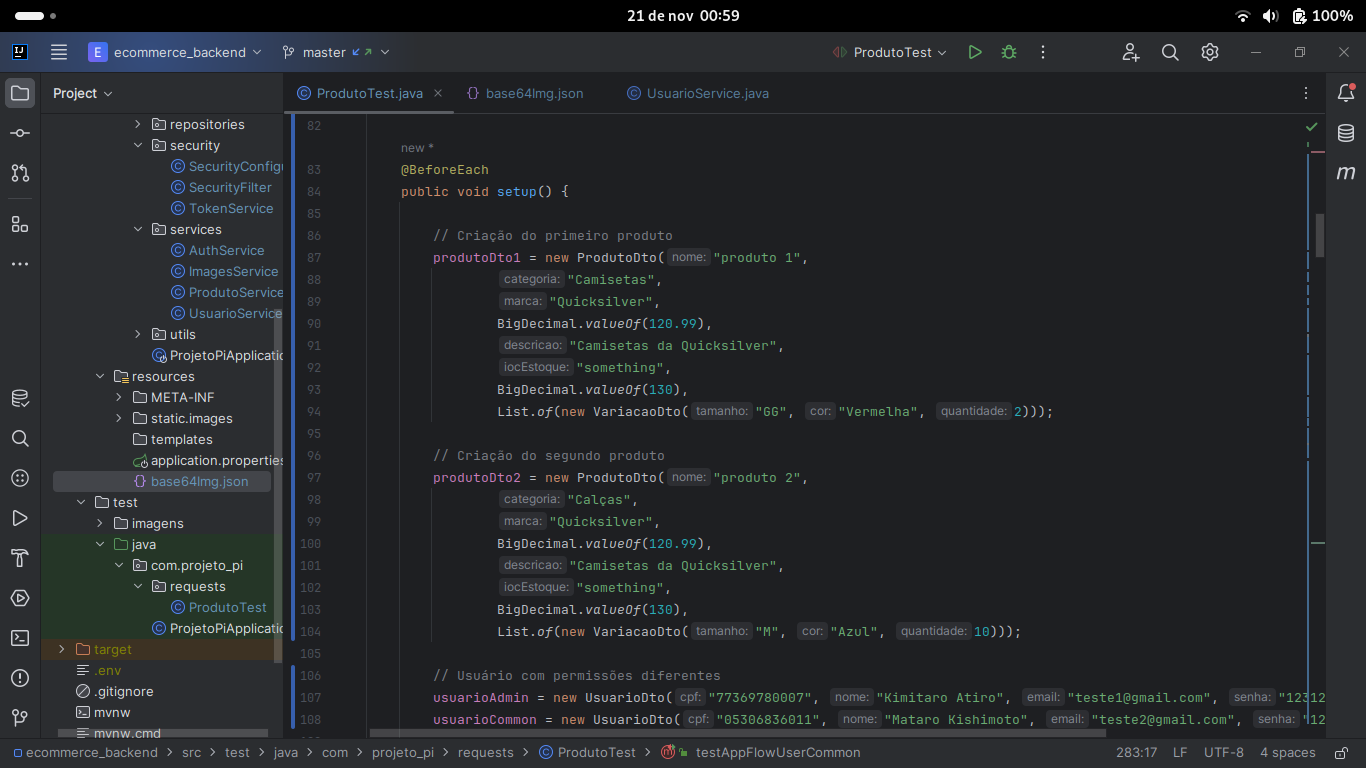 21 de nov 00:59
100%
IJ
E ecommerce_backend
master
ProdutoTest
Project
ProdutoTest.java
base64Img.json
UsuarioService.java
repositories
security
SecurityConfigu
SecurityFilter
TokenService
services
AuthService
ImagesService
ProdutoService
UsuarioService
utils
ProjetoPiApplicatio
resources
META-INF
static.images
templates
application.properties
base64Img.json
test
imagens
java
com.projeto_pi
requests
ProdutoTest
ProjetoPiApplicatio
target
.env
.gitignore
mvnw
mvnw.cmd
82
new *
83 @BeforeEach
84 public void setup() {
85
86 // Criação do primeiro produto
87 produtoDto1 = new ProdutoDto( nome: "produto 1",
88 categoria: "Camisetas",
89 marca: "Quicksilver",
90 BigDecimal.valueOf(120.99),
91 descricao: "Camisetas da Quicksilver",
92 iocEstoque: "something",
93 BigDecimal.valueOf(130),
94 List.of(new VariacaoDto( tamanho: "GG", cor: "Vermelha", quantidade: 2)));
95
96 // Criação do segundo produto
97 produtoDto2 = new ProdutoDto( nome: "produto 2",
98 categoria: "Calças",
99 marca: "Quicksilver",
100 BigDecimal.valueOf(120.99),
101 descricao: "Camisetas da Quicksilver",
102 iocEstoque: "something",
103 BigDecimal.valueOf(130),
104 List.of(new VariacaoDto( tamanho: "M", cor: "Azul", quantidade: 10)));
105
106 // Usuário com permissões diferentes
107 usuarioAdmin = new UsuarioDto( cpf: "77369780007", nome: "Kimitaro Atiro", email: "teste1@gmail.com", senha: "12312
108 usuarioCommon = new UsuarioDto( cpf: "05306836011", nome: "Mataro Kishimoto", email: "teste2@gmail.com", senha: "12
m
ecommerce_backend > src > test > java > com > projeto_pi > requests > ProdutoTest > testAppFlowUserCommon
283:17 LF UTF-8 4 spaces